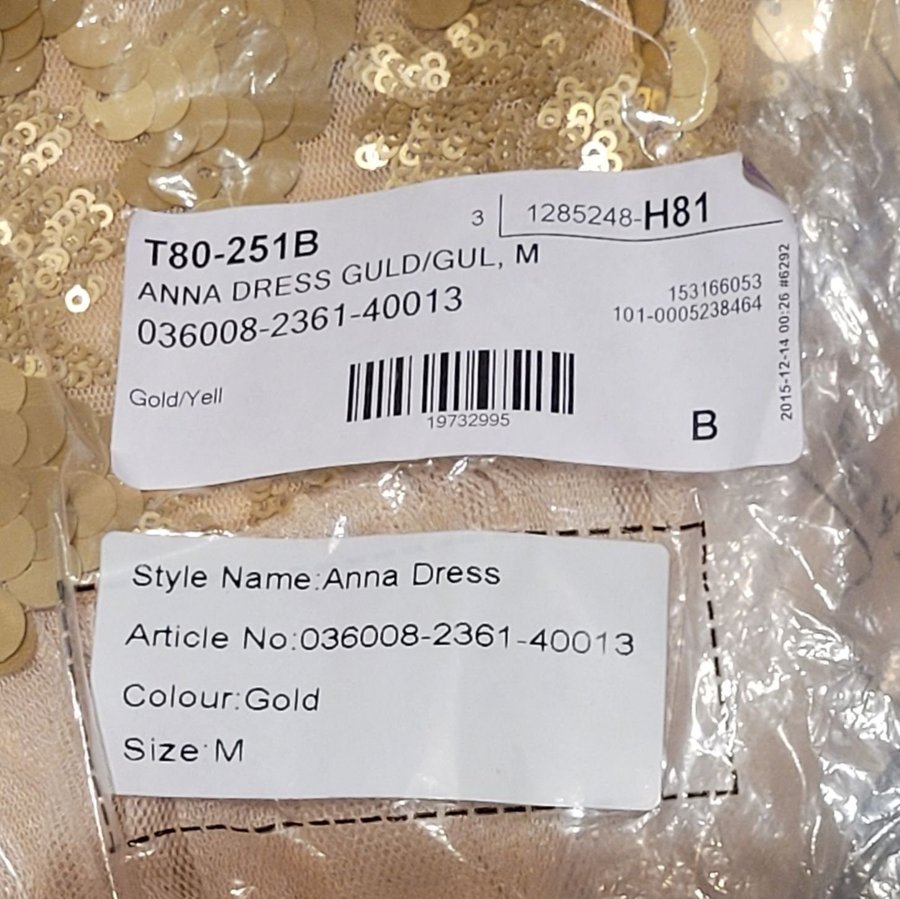 3 1285248-H81
T80-251B
ANNA DRESS GULD/GUL, M
036008-2361-40013
153166053
101-0005238464
Gold/Yell
19732995
B
2015-12-14 00:26 #6292
Style Name:Anna Dress
Article No:036008-2361-40013
Colour:Gold
Size:M